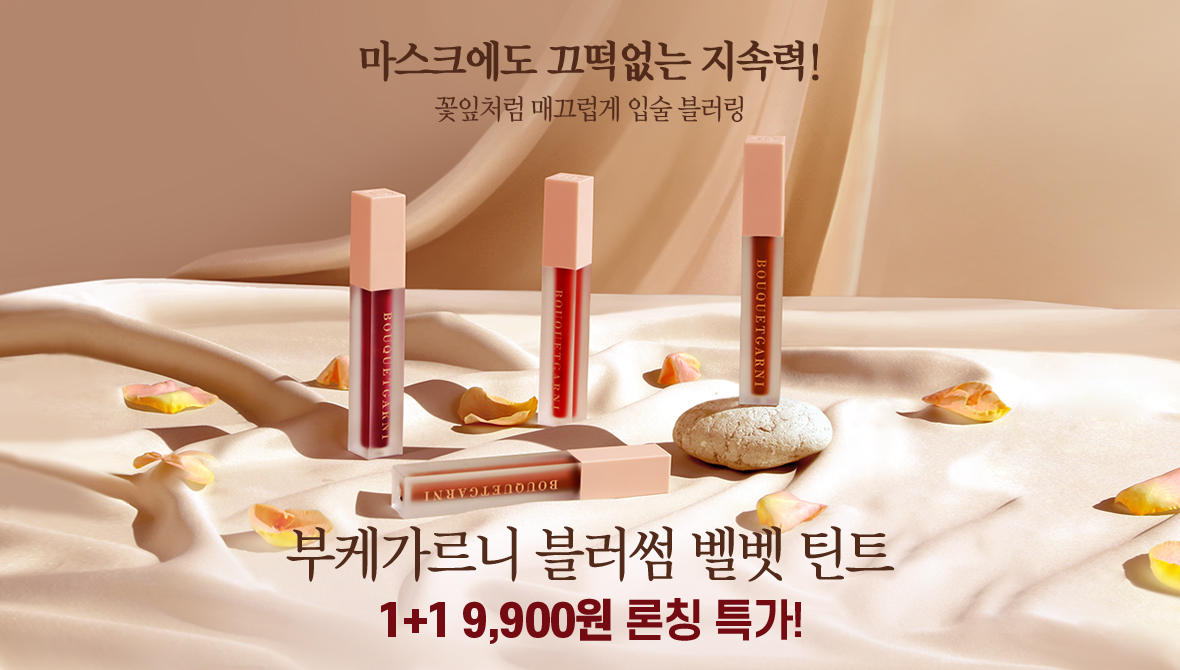 마스크에도 끄떡없는 지속력!
꽃잎처럼 매끄럽게 입술 블러링
BOUQUETGARNI
BOUQUETGARNI
BOUQUETGARNI
BOUQUETGARNI
부케가르니 블러썸 벨벳 틴트
1+1 9,900원 론칭 특가!